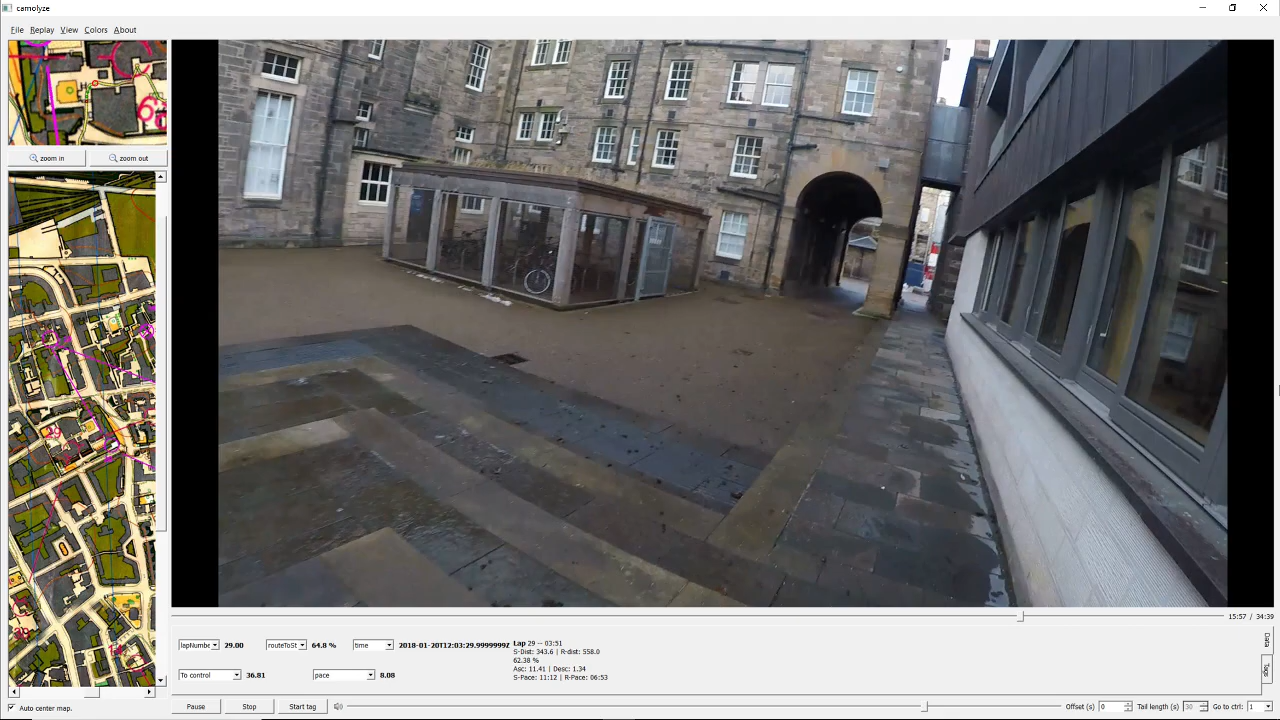 camolyze
File Replay View Colors About
zoom in zoom out
15:57 / 34:39
lapNumbe 29.00 routeToSt 64.8 % time 2018-01-20T12:03:29.9999999Z
Lap 29 -- 03:51
S-Dist: 343.6 | R-dist: 558.0
62.38 %
Asc: 11.41 | Desc: 1.34
S-Pace: 11:12 | R-Pace: 06:53
To control 36.81 pace 8.08
Data
Tags
Auto center map.
Pause Stop Start tag Offset (s) 0 Tail length (s) 30 Go to ctrl: 1